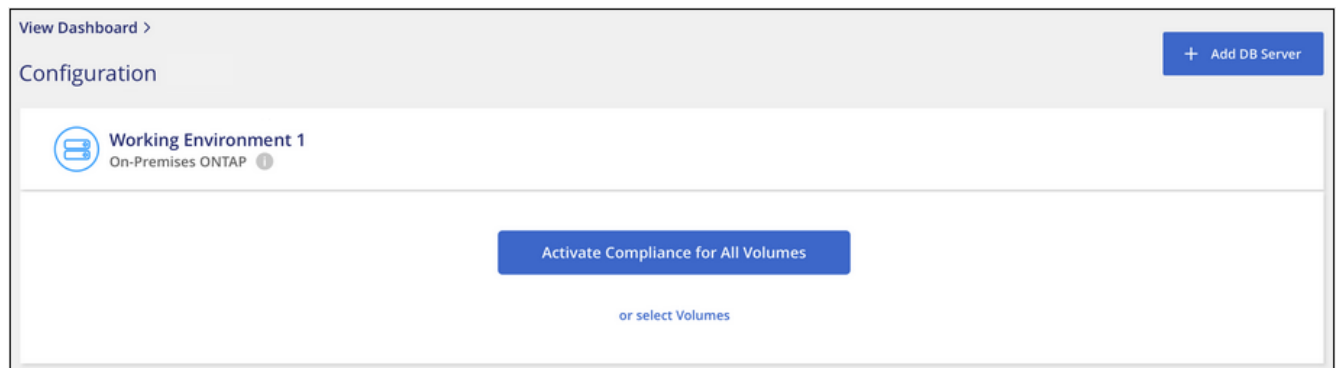 View Dashboard >
+ Add DB Server
Configuration
Working Environment 1
On-Premises ONTAP i
Activate Compliance for All Volumes
or select Volumes